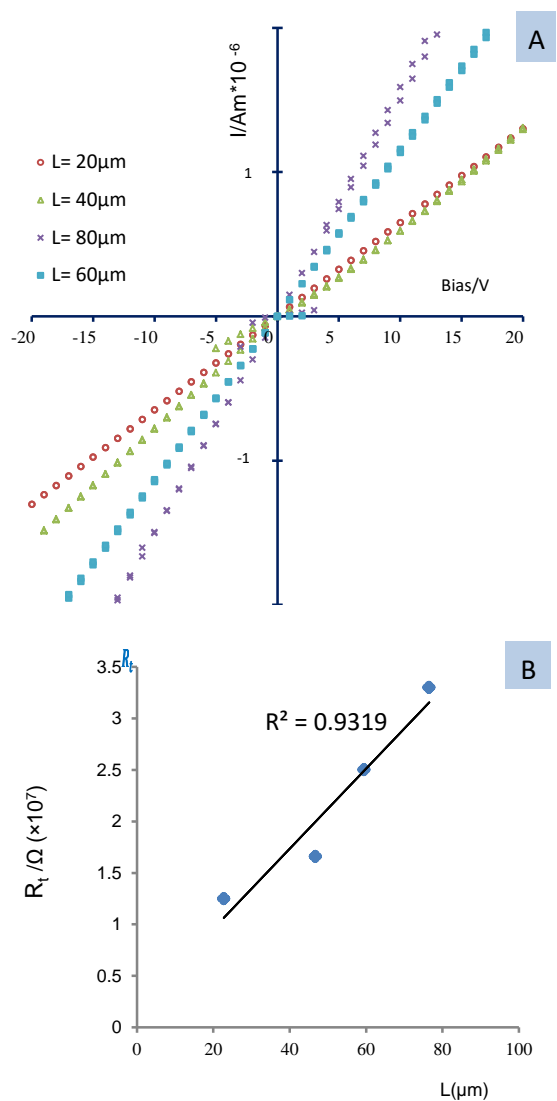 A
I/Am*10⁻⁶
L= 20µm
L= 40µm
L= 80µm
L= 60µm
1
Bias/V
-20 -15 -10 -5 5 10 15 20
-1
B
Rₜ
3.5
R² = 0.9319
3
2.5
2
1.5
1
0.5
0
Rₜ /Ω (×10⁷)
0 20 40 60 80 100
L(µm)